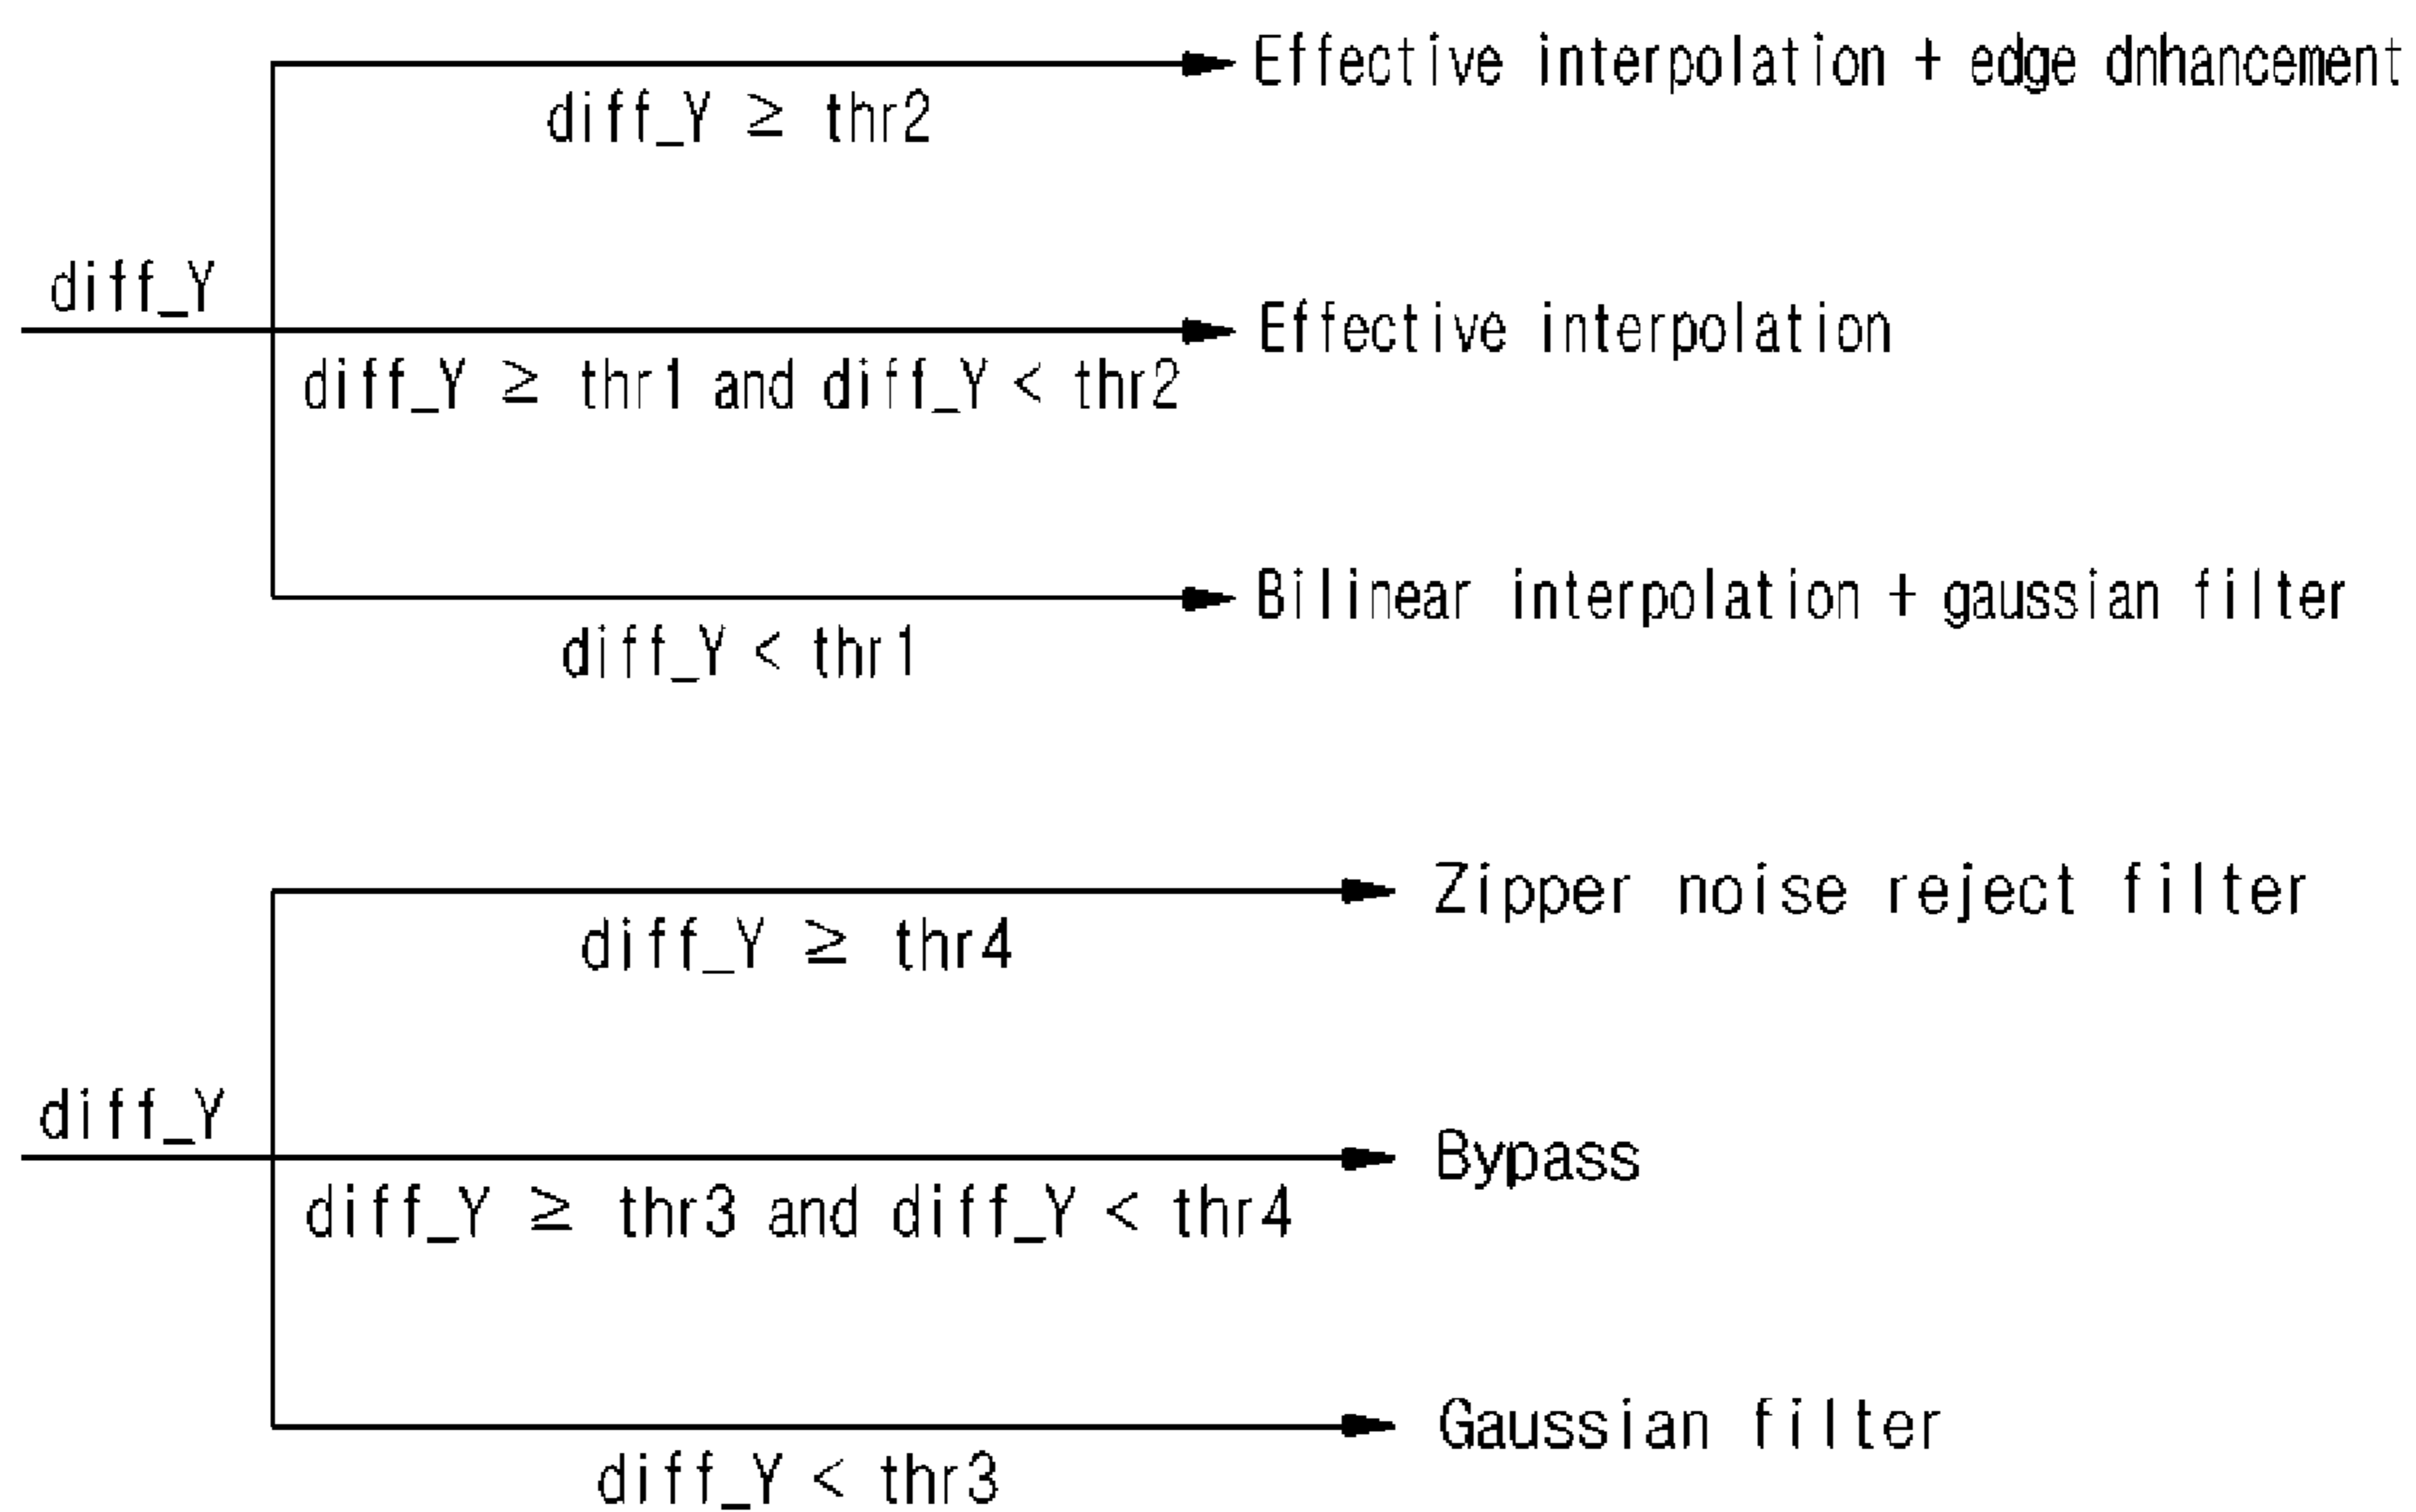 Effective interpolation + edge dnhancement
diff_Y ≥ thr2
diff_Y
Effective interpolation
diff_Y ≥ thr1 and diff_Y < thr2
Bilinear interpolation + gaussian filter
diff_Y < thr1
Zipper noise reject filter
diff_Y ≥ thr4
diff_Y
Bypass
diff_Y ≥ thr3 and diff_Y < thr4
Gaussian filter
diff_Y < thr3